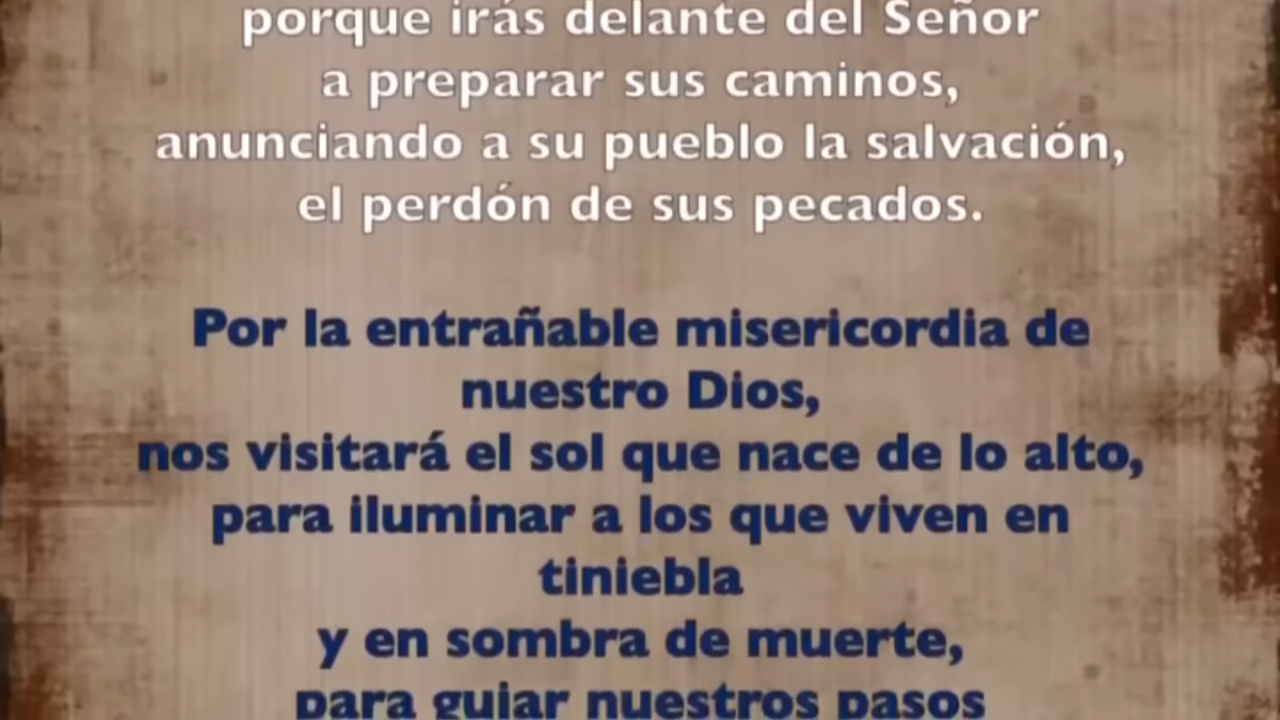 porque irás delante del Señor
a preparar sus caminos,
anunciando a su pueblo la salvación,
el perdón de sus pecados.
Por la entrañable misericordia de
nuestro Dios,
nos visitará el sol que nace de lo alto,
para iluminar a los que viven en
tiniebla
y en sombra de muerte,
para guiar nuestros pasos